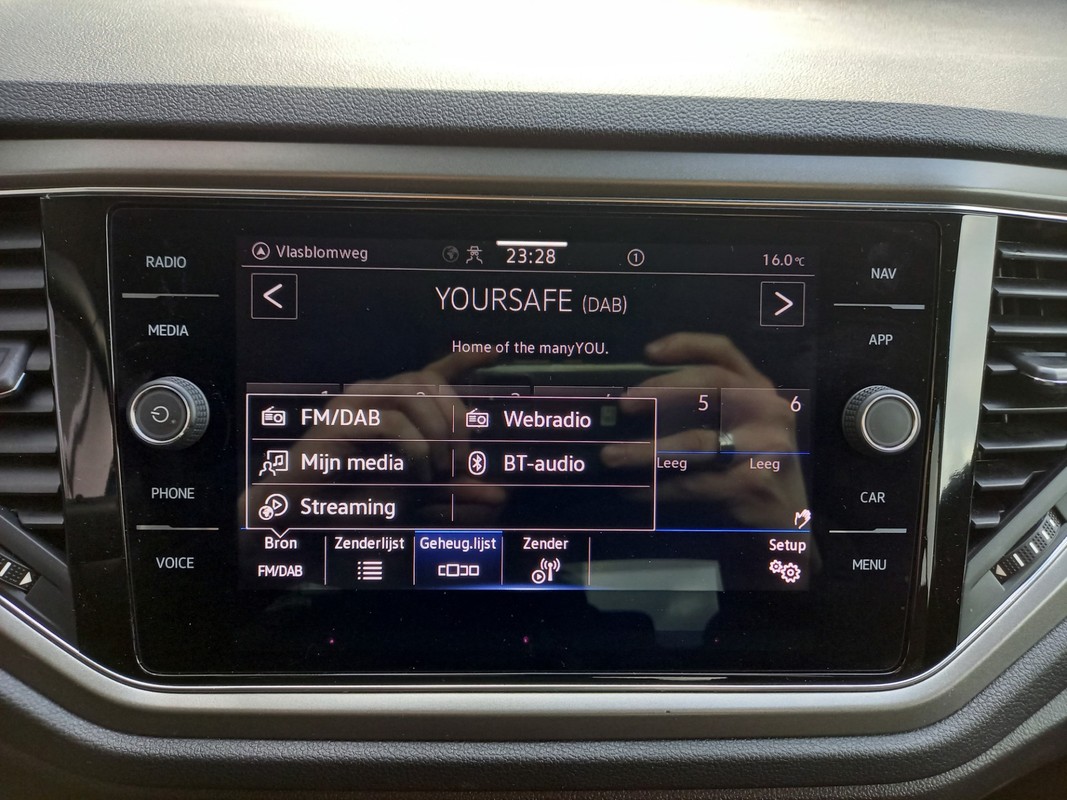 RADIO
MEDIA
PHONE
VOICE
Vlasblomweg
23:28
1
16.0°C
<
YOURSAFE (DAB)
>
Home of the manyYOU.
5
6
FM/DAB
Webradio
Mijn media
BT-audio
Leeg
Leeg
Streaming
Bron
FM/DAB
Zenderlijst
Geheug.lijst
Zender
Setup
NAV
APP
CAR
MENU